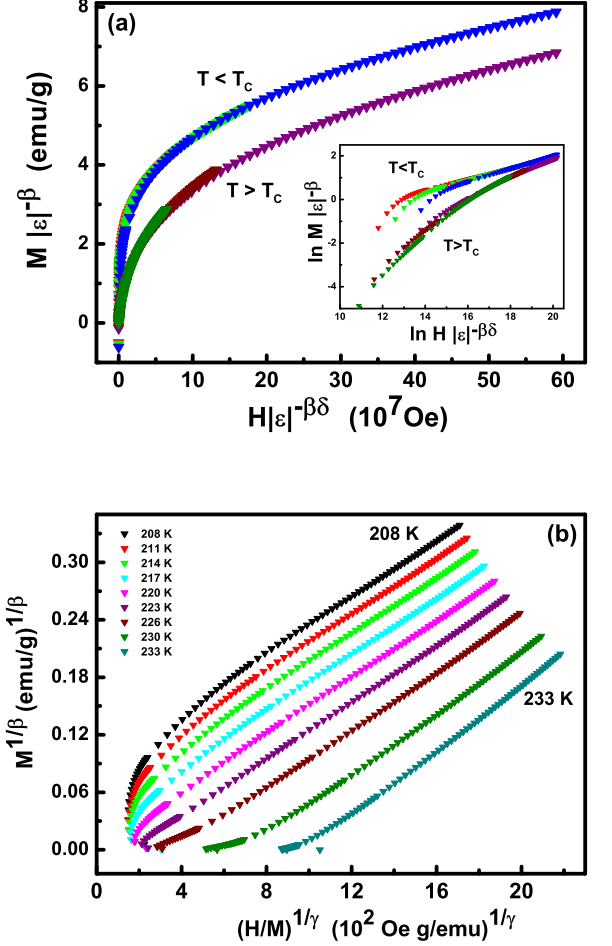 (a)
8
6
4
2
0
M |ε|^-β (emu/g)
T < T_C
T > T_C
0 10 20 30 40 50 60
H|ε|^-βδ (10^7Oe)
2
0
-2
-4
ln M |ε|^-β
T<T_C
T>T_C
10 12 14 16 18 20
ln H |ε|^-βδ
(b)
208 K
208 K
211 K
214 K
217 K
220 K
223 K
226 K
230 K
233 K
233 K
0.30
0.24
0.18
0.12
0.06
0.00
M^1/β (emu/g)^1/β
0 4 8 12 16 20
(H/M)^1/γ (10^2 Oe g/emu)^1/γ